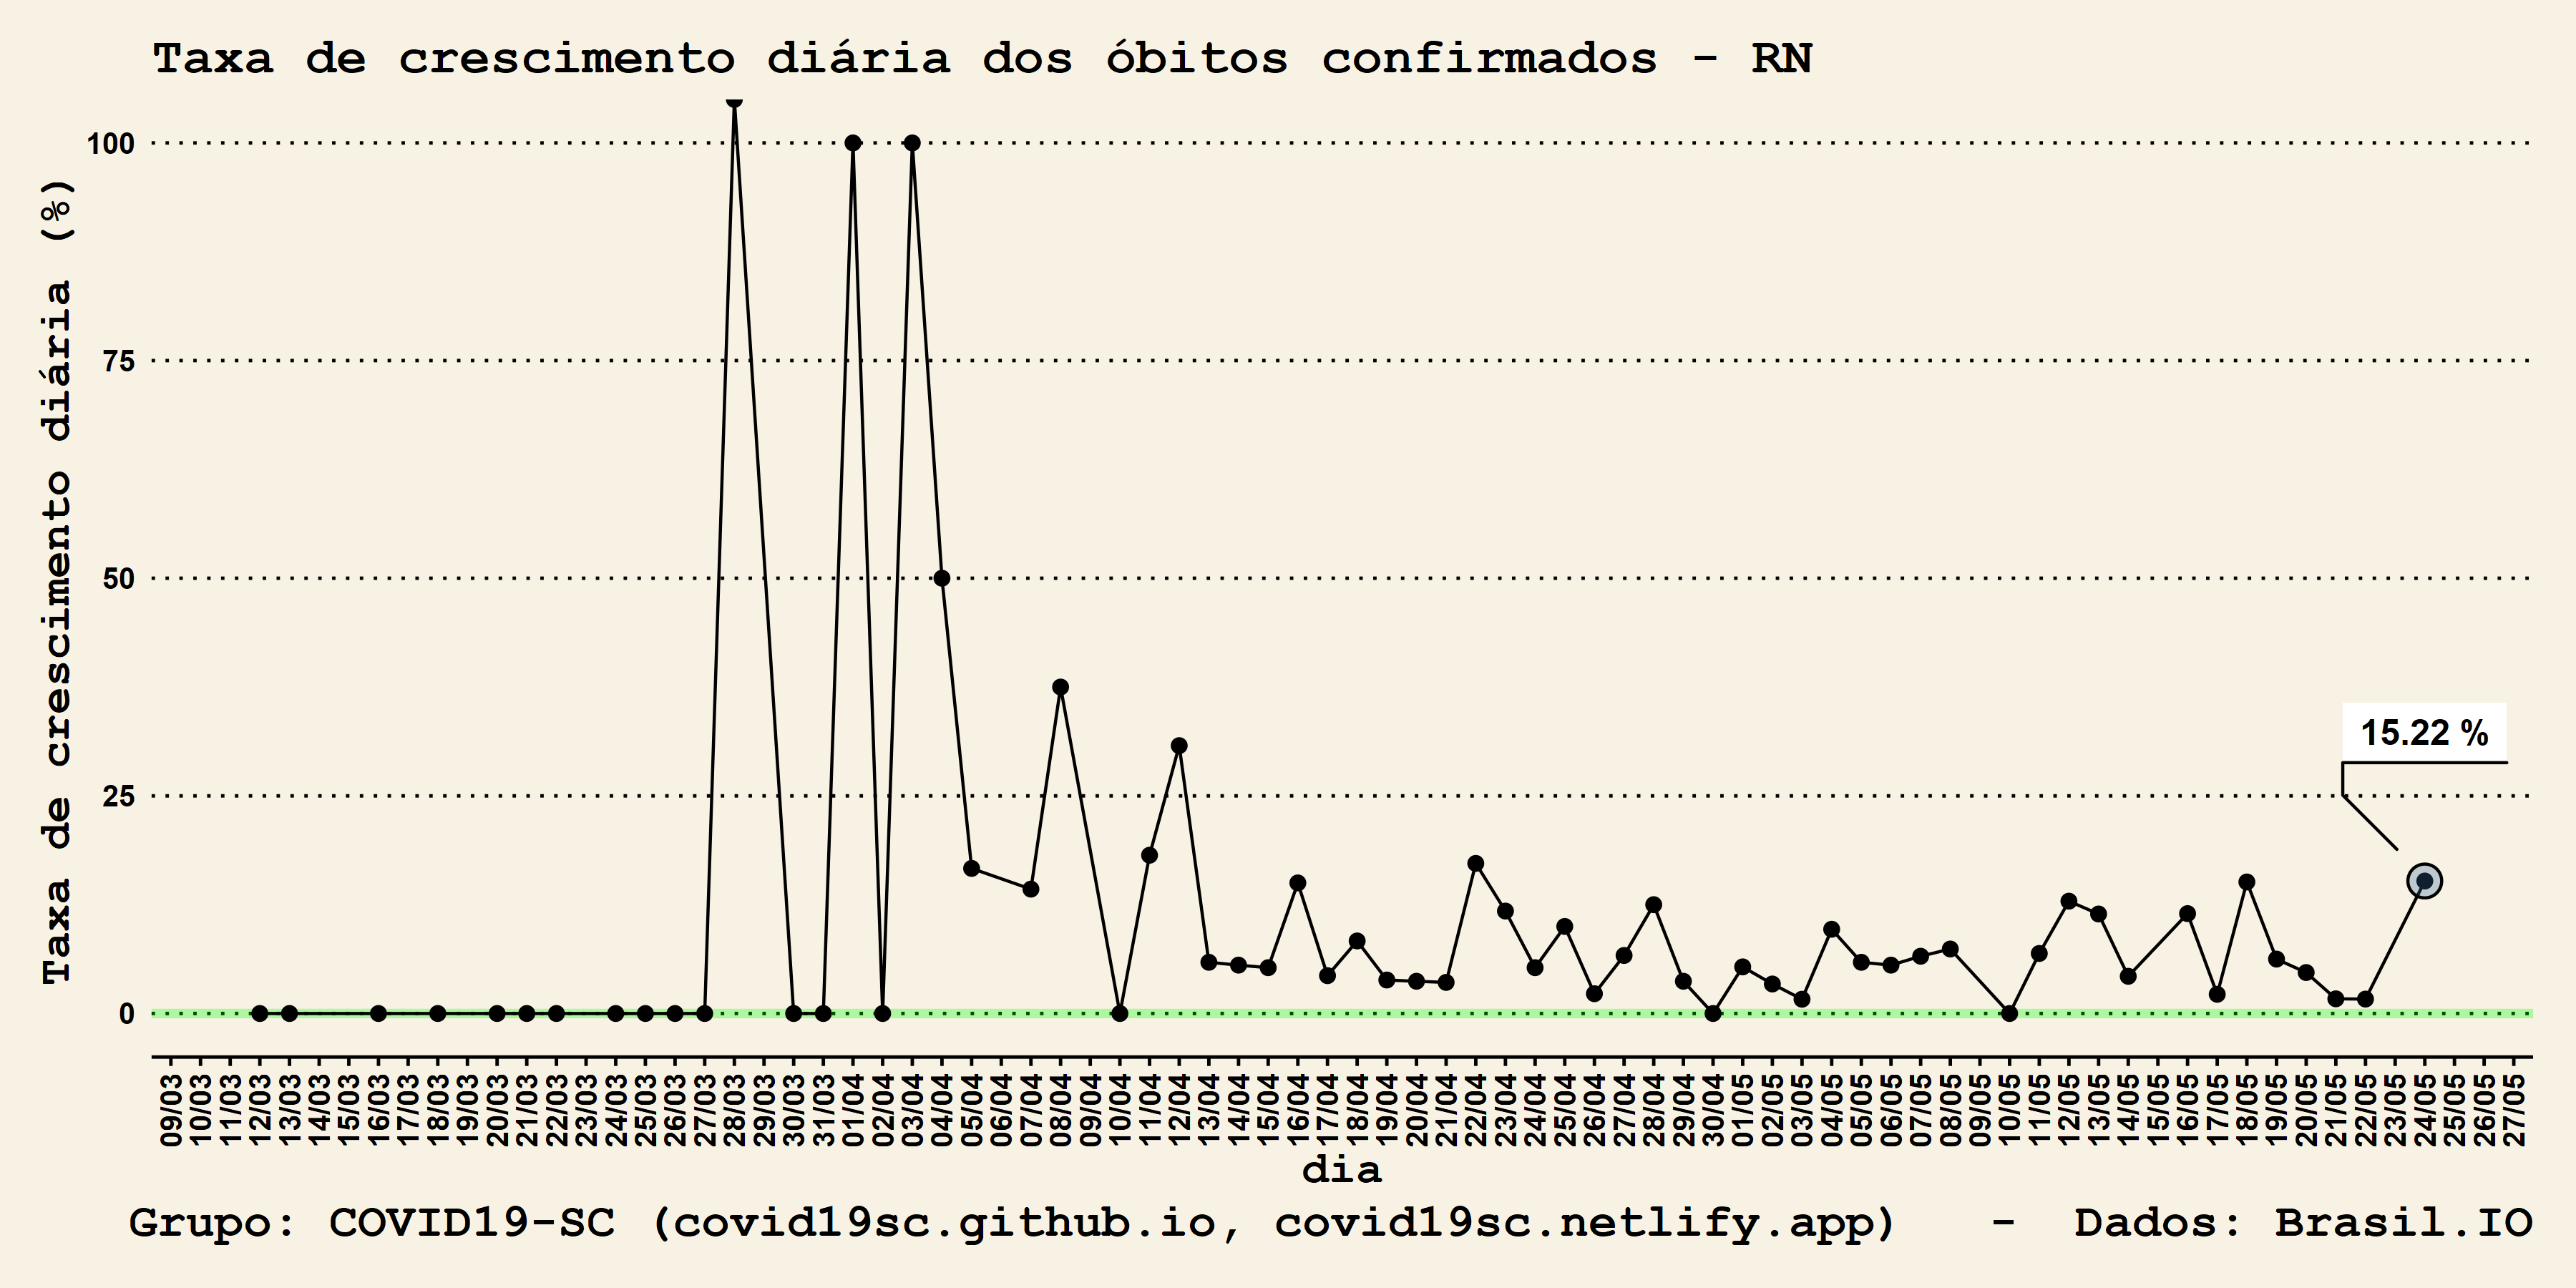 Taxa de crescimento diária dos óbitos confirmados - RN
Taxa de crescimento diária (%)
100
75
50
25
0
15.22 %
09/03 10/03 11/03 12/03 13/03 14/03 15/03 16/03 17/03 18/03 19/03 20/03 21/03 22/03 23/03 24/03 25/03 26/03 27/03 28/03 29/03 30/03 31/03 01/04 02/04 03/04 04/04 05/04 06/04 07/04 08/04 09/04 10/04 11/04 12/04 13/04 14/04 15/04 16/04 17/04 18/04 19/04 20/04 21/04 22/04 23/04 24/04 25/04 26/04 27/04 28/04 29/04 30/04 01/05 02/05 03/05 04/05 05/05 06/05 07/05 08/05 09/05 10/05 11/05 12/05 13/05 14/05 15/05 16/05 17/05 18/05 19/05 20/05 21/05 22/05 23/05 24/05 25/05 26/05 27/05
dia
Grupo: COVID19-SC (covid19sc.github.io, covid19sc.netlify.app) - Dados: Brasil.IO